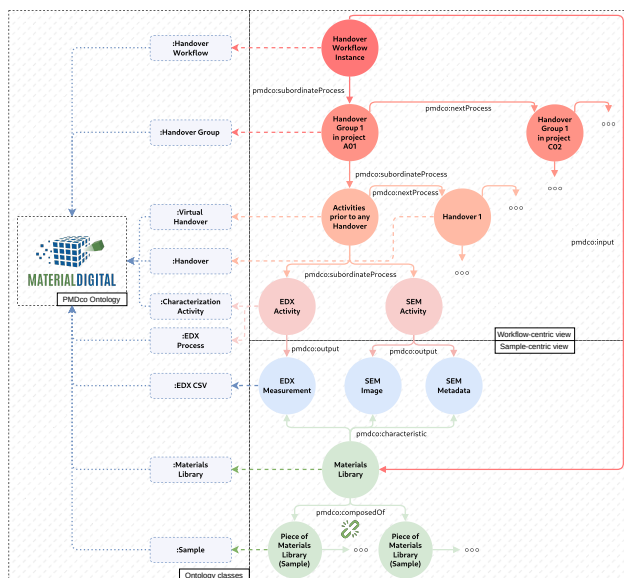 :Handover
Workflow
Handover
Workflow
Instance
pmdco:subordinateProcess
pmdco:nextProcess
:Handover Group
Handover
Group 1
in project
A01
Handover
Group 1
in project
C02
ooo
pmdco:subordinateProcess
ooo
pmdco:nextProcess
:Virtual
Handover
Activities
prior to any
Handover
Handover 1
ooo
pmdco:input
:Handover
ooo
pmdco:subordinateProcess
MATERIALDIGITAL
PMDco Ontology
:Characterization
Activity
EDX
Activity
SEM
Activity
:EDX
Process
Workflow-centric view
Sample-centric view
pmdco:output
pmdco:output
:EDX CSV
EDX
Measurement
SEM
Image
SEM
Metadata
pmdco:characteristic
:Materials
Library
Materials
Library
pmdco:composedOf
:Sample
Piece of
Materials
Library
(Sample)
ooo
Piece of
Materials
Library
(Sample)
ooo
Ontology classes